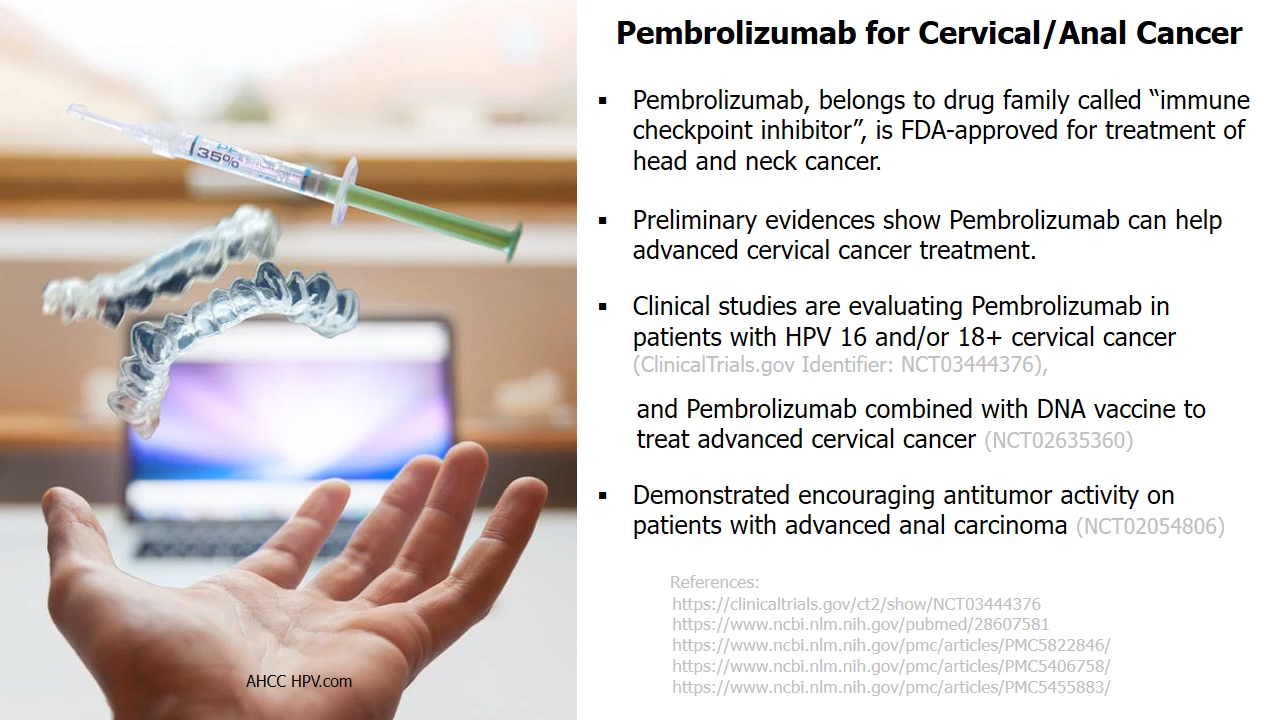 Pembrolizumab for Cervical/Anal Cancer
▪ Pembrolizumab, belongs to drug family called “immune
checkpoint inhibitor”, is FDA-approved for treatment of
head and neck cancer.
▪ Preliminary evidences show Pembrolizumab can help
advanced cervical cancer treatment.
▪ Clinical studies are evaluating Pembrolizumab in
patients with HPV 16 and/or 18+ cervical cancer
(ClinicalTrials.gov Identifier: NCT03444376),
and Pembrolizumab combined with DNA vaccine to
treat advanced cervical cancer (NCT02635360)
▪ Demonstrated encouraging antitumor activity on
patients with advanced anal carcinoma (NCT02054806)
References:
https://clinicaltrials.gov/ct2/show/NCT03444376
https://www.ncbi.nlm.nih.gov/pubmed/28607581
https://www.ncbi.nlm.nih.gov/pmc/articles/PMC5822846/
https://www.ncbi.nlm.nih.gov/pmc/articles/PMC5406758/
https://www.ncbi.nlm.nih.gov/pmc/articles/PMC5455883/
35%
AHCC HPV.com